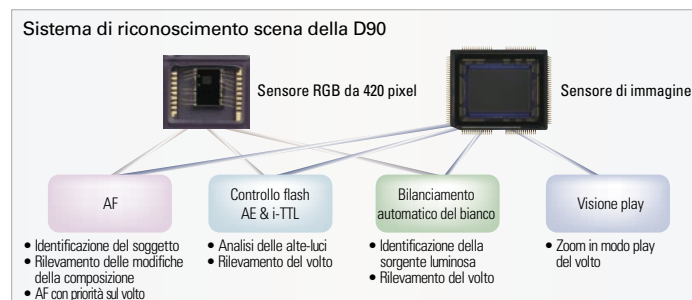 Sistema di riconoscimento scena della D90
Sensore RGB da 420 pixel
Sensore di immagine
AF
Controllo flash
AE & i-TTL
Bilanciamento
automatico del bianco
Visione play
• Identificazione del soggetto
• Rilevamento delle modifiche
della composizione
• AF con priorità sul volto
• Analisi delle alte-luci
• Rilevamento del volto
• Identificazione della
sorgente luminosa
• Rilevamento del volto
• Zoom in modo play
del volto